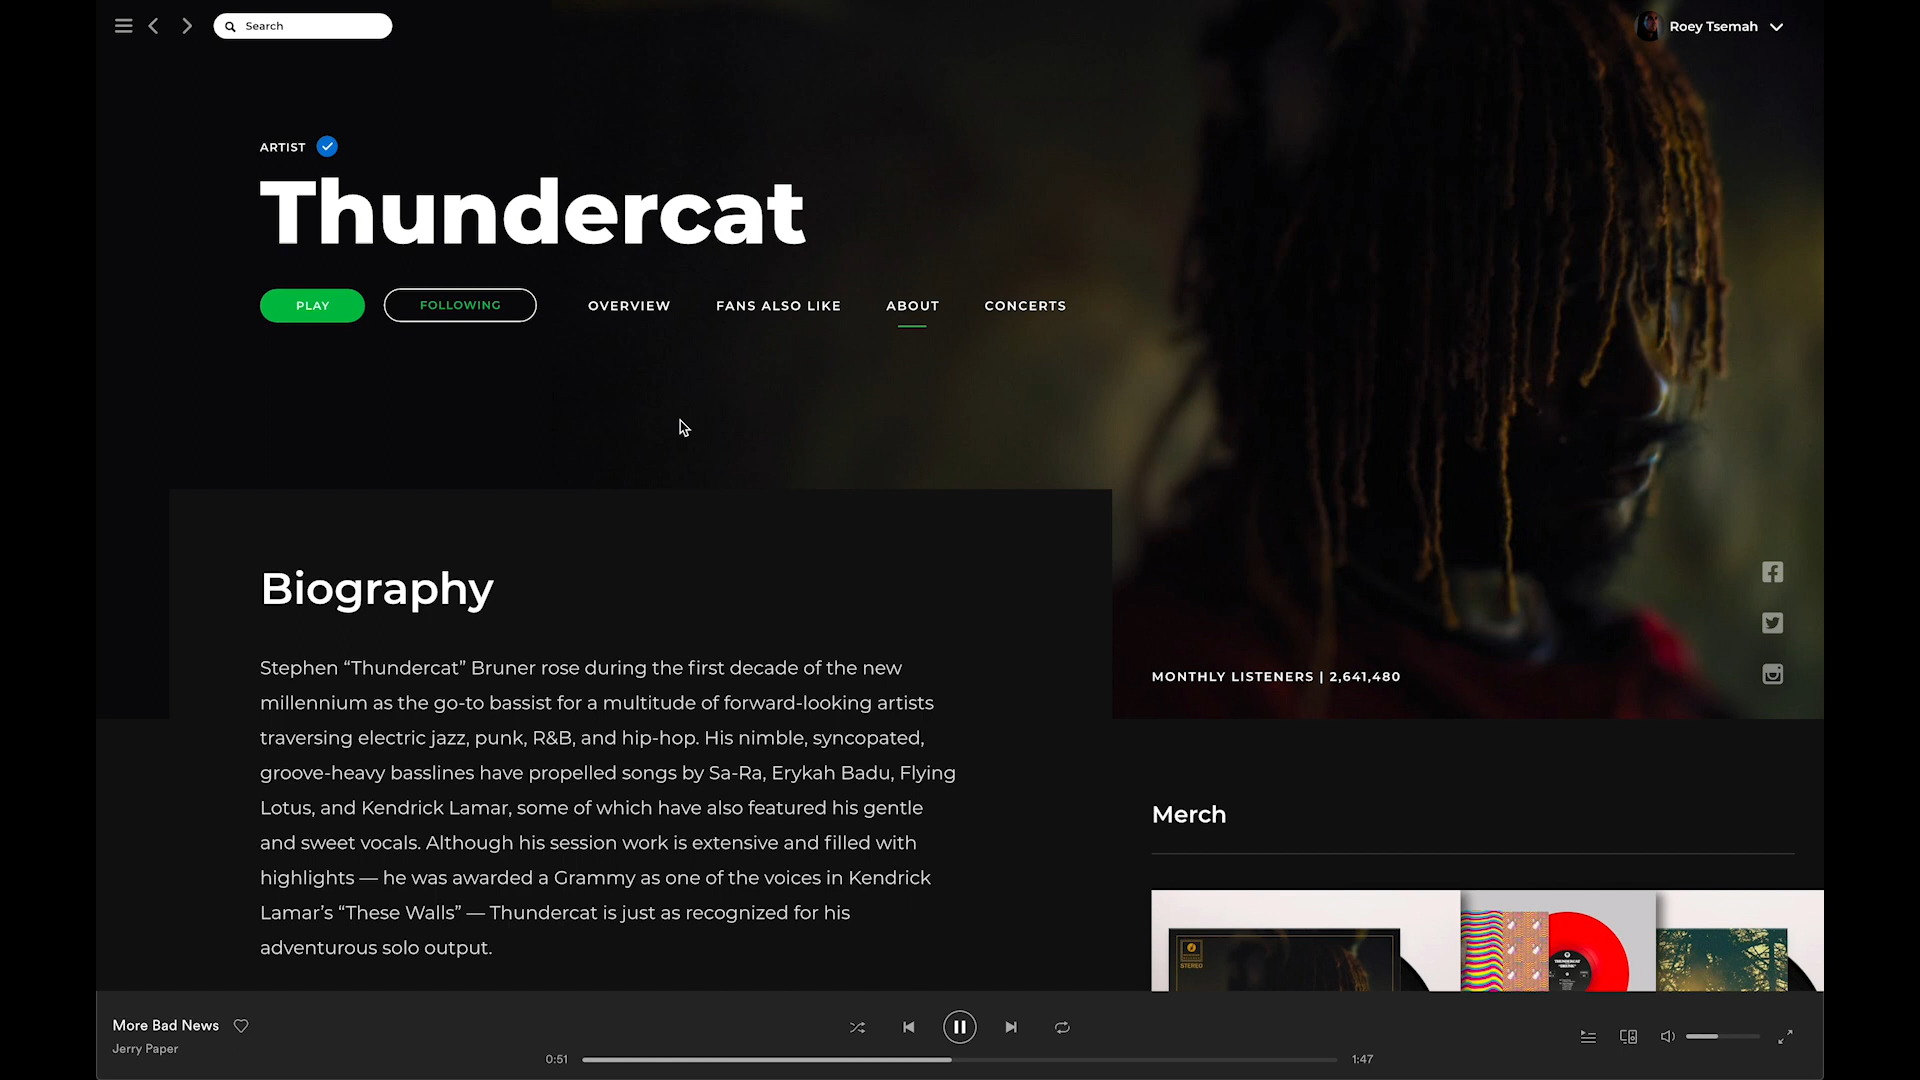 Search
Roey Tsemah
ARTIST
Thundercat
PLAY
FOLLOWING
OVERVIEW
FANS ALSO LIKE
ABOUT
CONCERTS
Biography
Stephen “Thundercat” Bruner rose during the first decade of the new
millennium as the go-to bassist for a multitude of forward-looking artists
traversing electric jazz, punk, R&B, and hip-hop. His nimble, syncopated,
groove-heavy basslines have propelled songs by Sa-Ra, Erykah Badu, Flying
Lotus, and Kendrick Lamar, some of which have also featured his gentle
and sweet vocals. Although his session work is extensive and filled with
highlights — he was awarded a Grammy as one of the voices in Kendrick
Lamar’s “These Walls” — Thundercat is just as recognized for his
adventurous solo output.
MONTHLY LISTENERS | 2,641,480
Merch
STEREO
THUNDERCAT
More Bad News
Jerry Paper
0:51
1:47